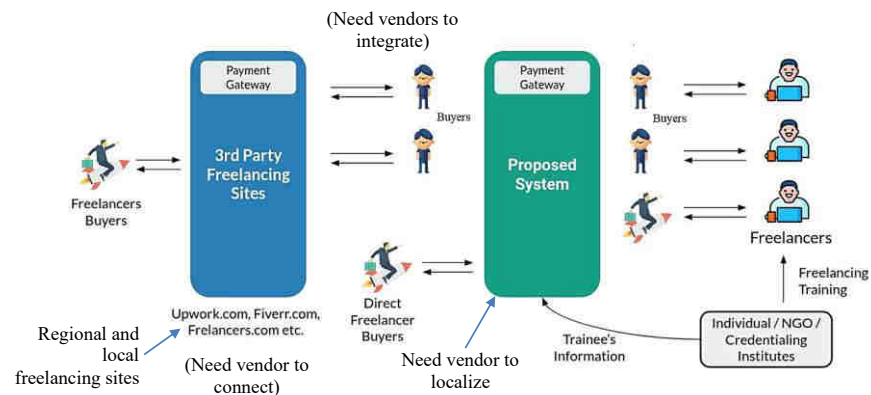 (Need vendors to
integrate)
Payment
Gateway
3rd Party
Freelancing
Sites
Freelancers
Buyers
Upwork.com, Fiverr.com,
Frelancers.com etc.
Regional and
local
freelancing sites
(Need vendor to
connect)
Buyers
Direct
Freelancer
Buyers
Payment
Gateway
Proposed
System
Need vendor to
localize
Buyers
Freelancers
Freelancing
Training
Trainee's
Information
Individual / NGO /
Credentialing
Institutes